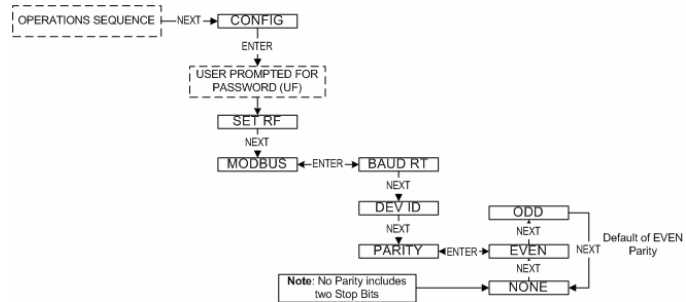 OPERATIONS SEQUENCE
NEXT
CONFIG
ENTER
USER PROMPTED FOR
PASSWORD (UF)
SET RF
NEXT
MODBUS
ENTER
BAUD RT
NEXT
DEV ID
NEXT
ODD
NEXT
NEXT
Default of EVEN
Parity
PARITY
ENTER
EVEN
NEXT
Note: No Parity includes
two Stop Bits
NONE